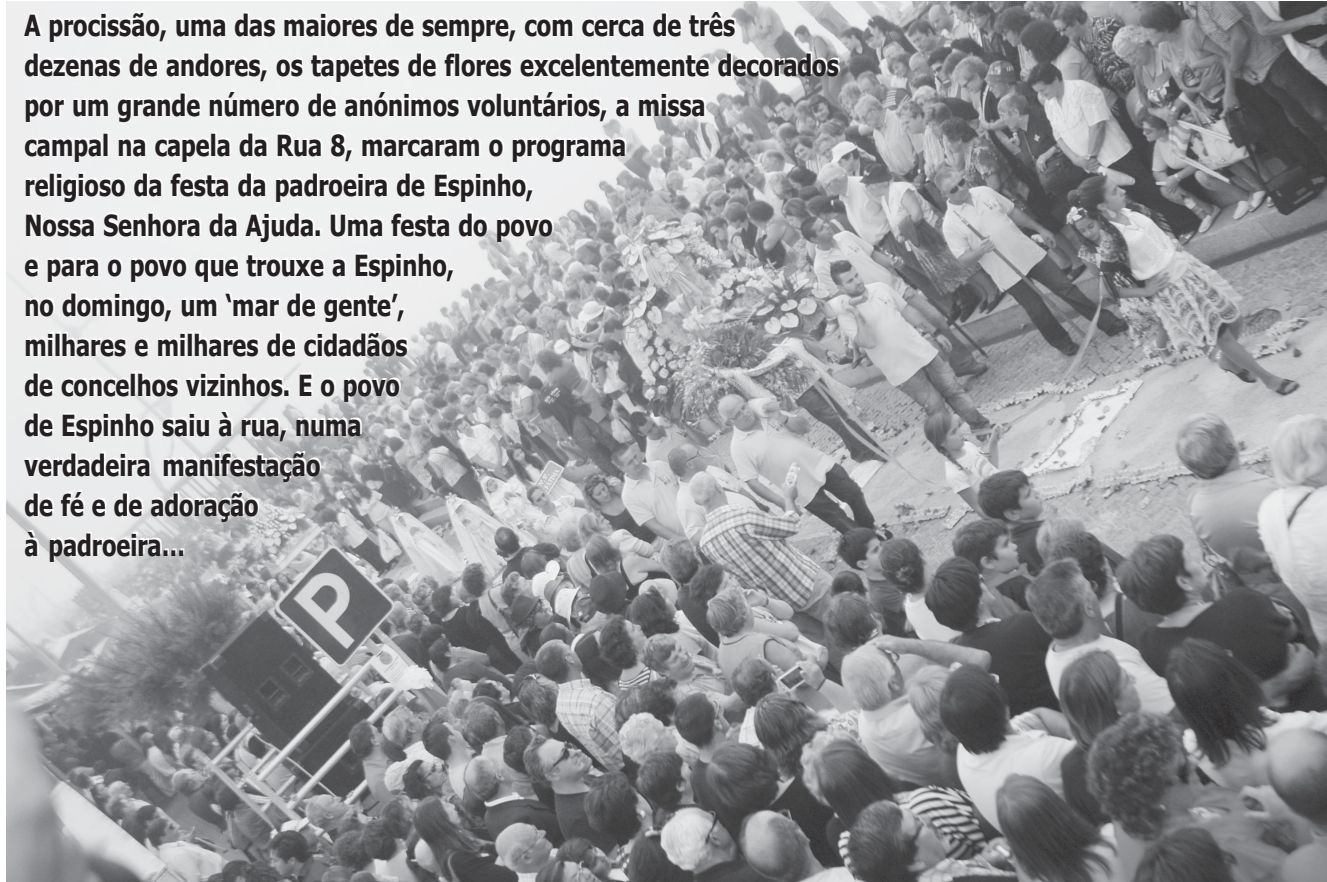 A procissão, uma das maiores de sempre, com cerca de três
dezenas de andores, os tapetes de flores excelentemente decorados
por um grande número de anónimos voluntários, a missa
campal na capela da Rua 8, marcaram o programa
religioso da festa da padroeira de Espinho,
Nossa Senhora da Ajuda. Uma festa do povo
e para o povo que trouxe a Espinho,
no domingo, um ‘mar de gente’,
milhares e milhares de cidadãos
de concelhos vizinhos. E o povo
de Espinho saiu à rua, numa
verdadeira manifestação
de fé e de adoração
à padroeira...
P